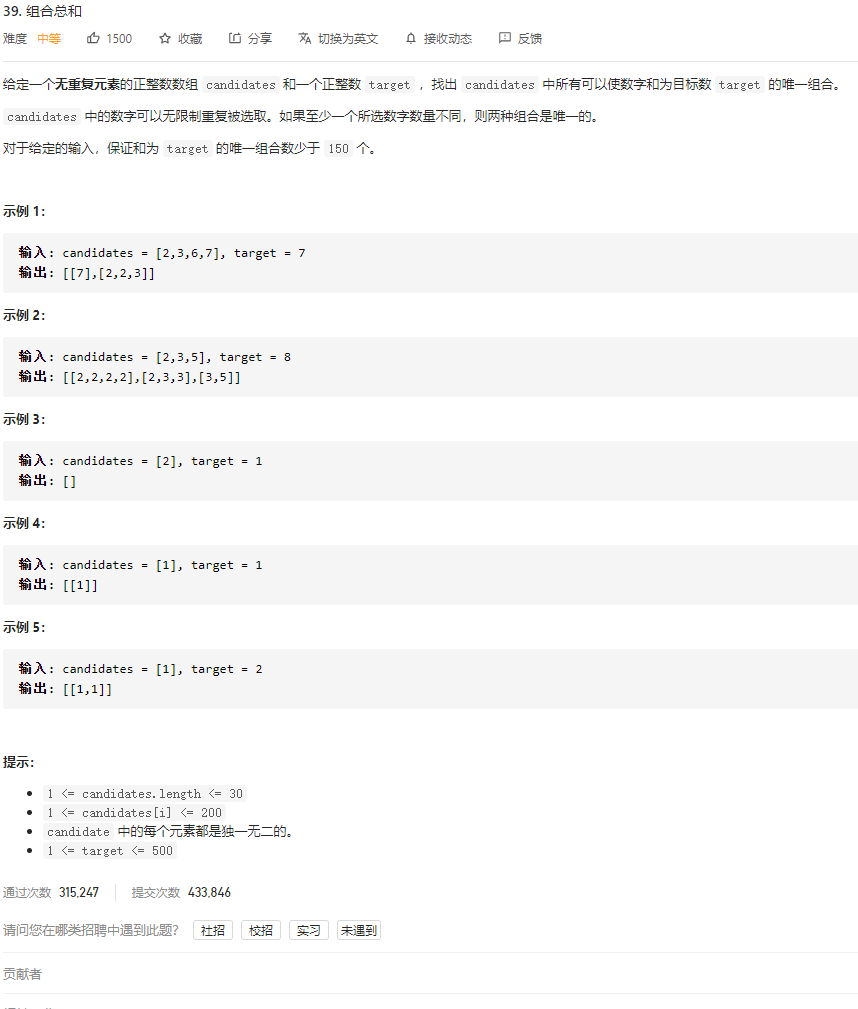 39. 组合总和
难度 中等 1500 收藏 分享 切换为英文 接收动态 反馈
给定一个无重复元素的正整数数组 candidates 和一个正整数 target ，找出 candidates 中所有可以使数字和为目标数 target 的唯一组合。
candidates 中的数字可以无限制重复被选取。如果至少一个所选数字数量不同，则两种组合是唯一的。
对于给定的输入，保证和为 target 的唯一组合数少于 150 个。
示例 1：
输入: candidates = [2,3,6,7], target = 7
输出: [[7],[2,2,3]]
示例 2：
输入: candidates = [2,3,5], target = 8
输出: [[2,2,2,2],[2,3,3],[3,5]]
示例 3：
输入: candidates = [2], target = 1
输出: []
示例 4：
输入: candidates = [1], target = 1
输出: [[1]]
示例 5：
输入: candidates = [1], target = 2
输出: [[1,1]]
提示：
1 <= candidates.length <= 30
1 <= candidates[i] <= 200
candidate 中的每个元素都是独一无二的。
1 <= target <= 500
通过次数 315,247 提交次数 433,846
请问您在哪类招聘中遇到此题？ 社招 校招 实习 未遇到
贡献者